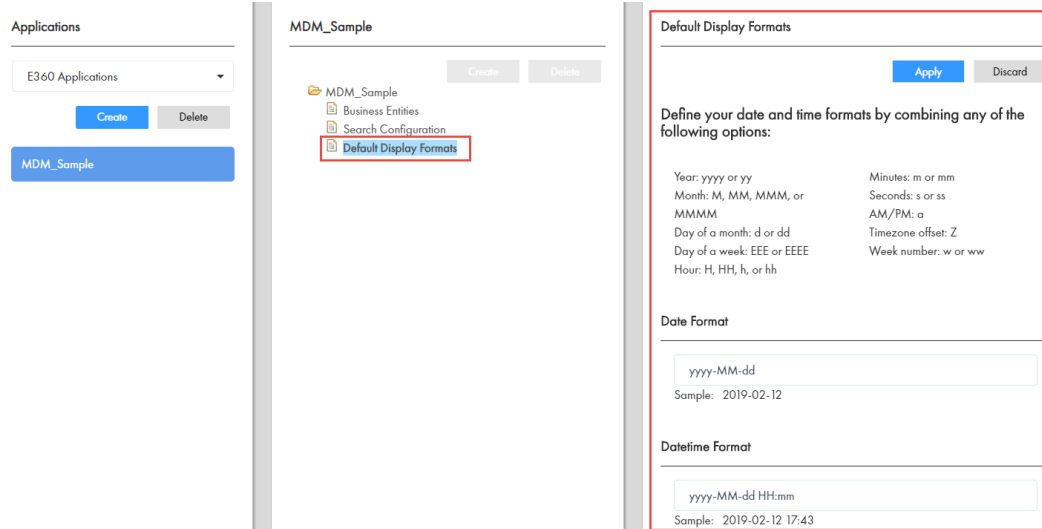 Applications
E360 Applications
Create Delete
MDM_Sample
MDM_Sample
Create Delete
MDM_Sample
Business Entities
Search Configuration
Default Display Formats
Default Display Formats
Apply Discard
Define your date and time formats by combining any of the
following options:
Year: yyyy or yy
Month: M, MM, MMM, or
MMMM
Day of a month: d or dd
Day of a week: EEE or EEEE
Hour: H, HH, h, or hh
Minutes: m or mm
Seconds: s or ss
AM/PM: a
Timezone offset: Z
Week number: w or ww
Date Format
yyyy-MM-dd
Sample: 2019-02-12
Datetime Format
yyyy-MM-dd HH:mm
Sample: 2019-02-12 17:43